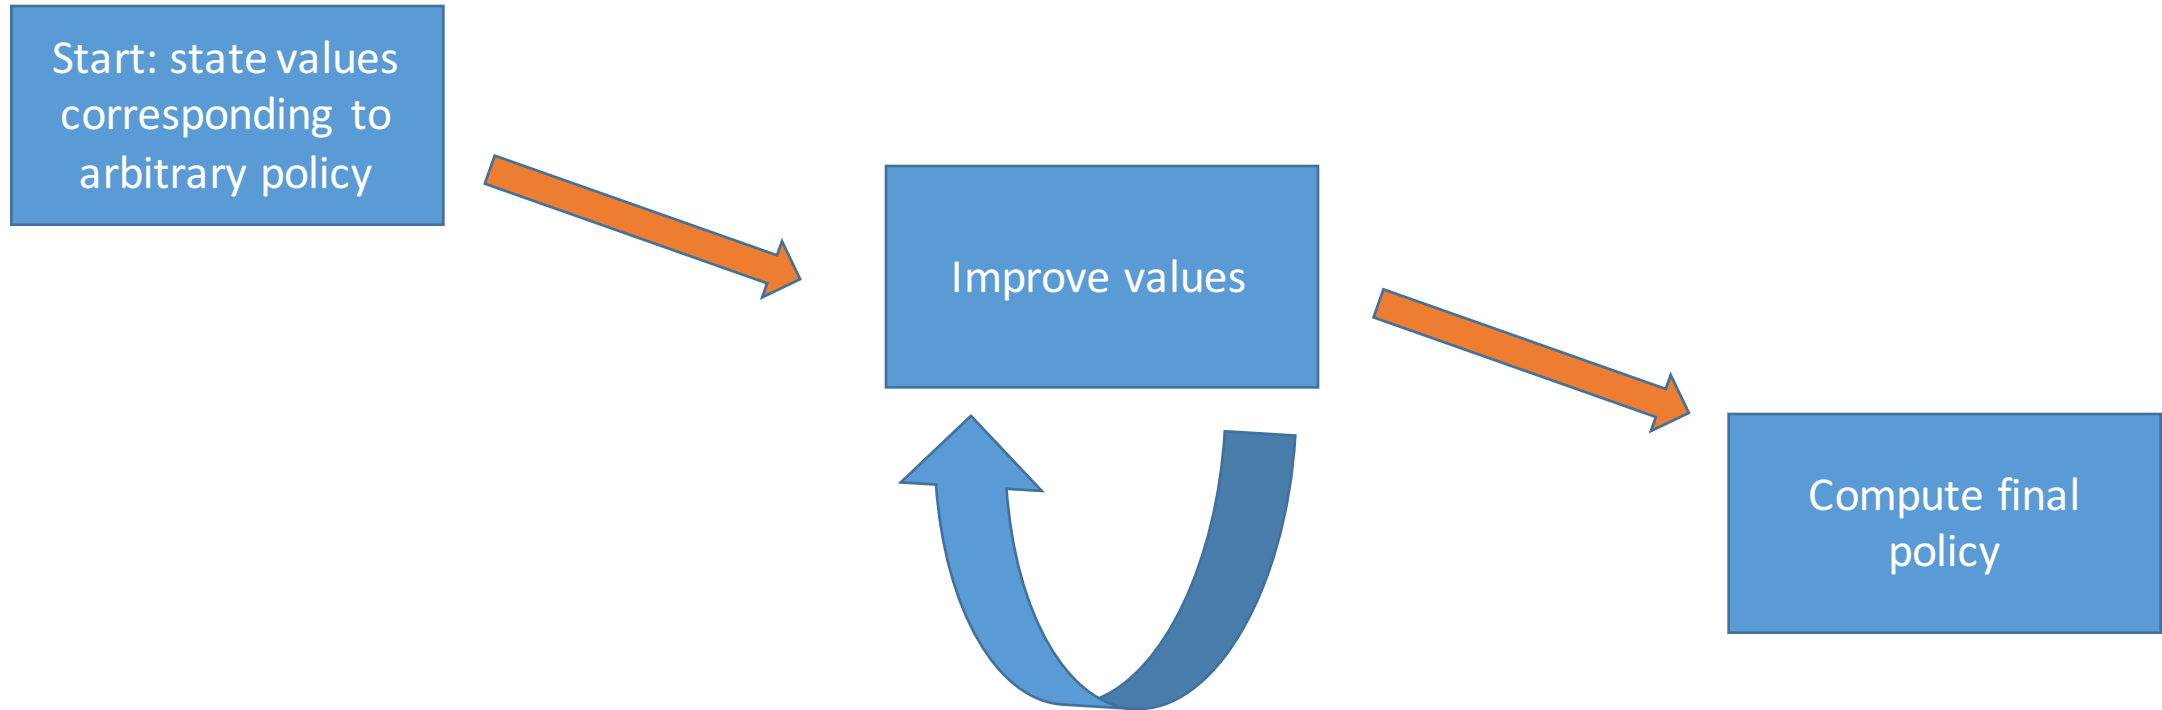 Start: state values
corresponding to
arbitrary policy
Improve values
Compute final
policy